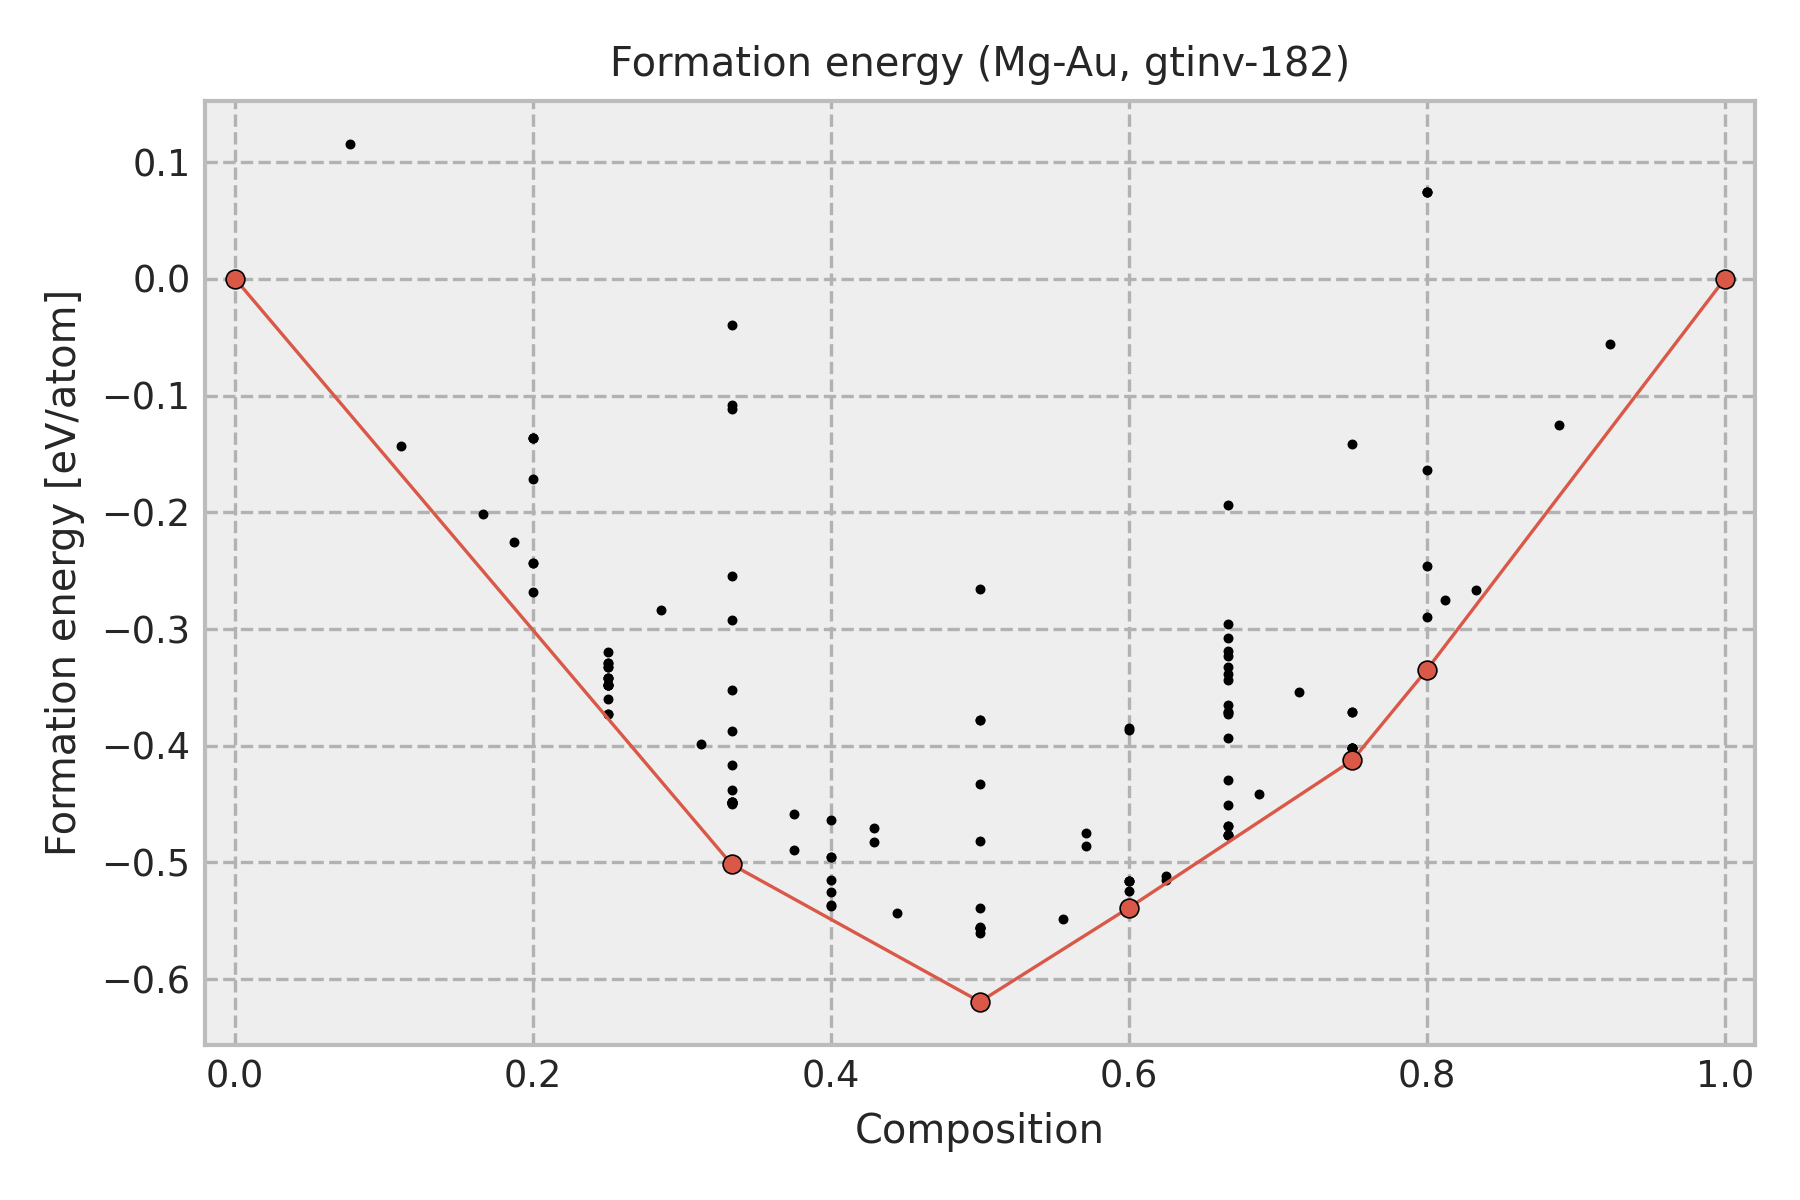 Formation energy (Mg-Au, gtinv-182)
Formation energy [eV/atom]
0.1
0.0
−0.1
−0.2
−0.3
−0.4
−0.5
−0.6
0.0 0.2 0.4 0.6 0.8 1.0
Composition